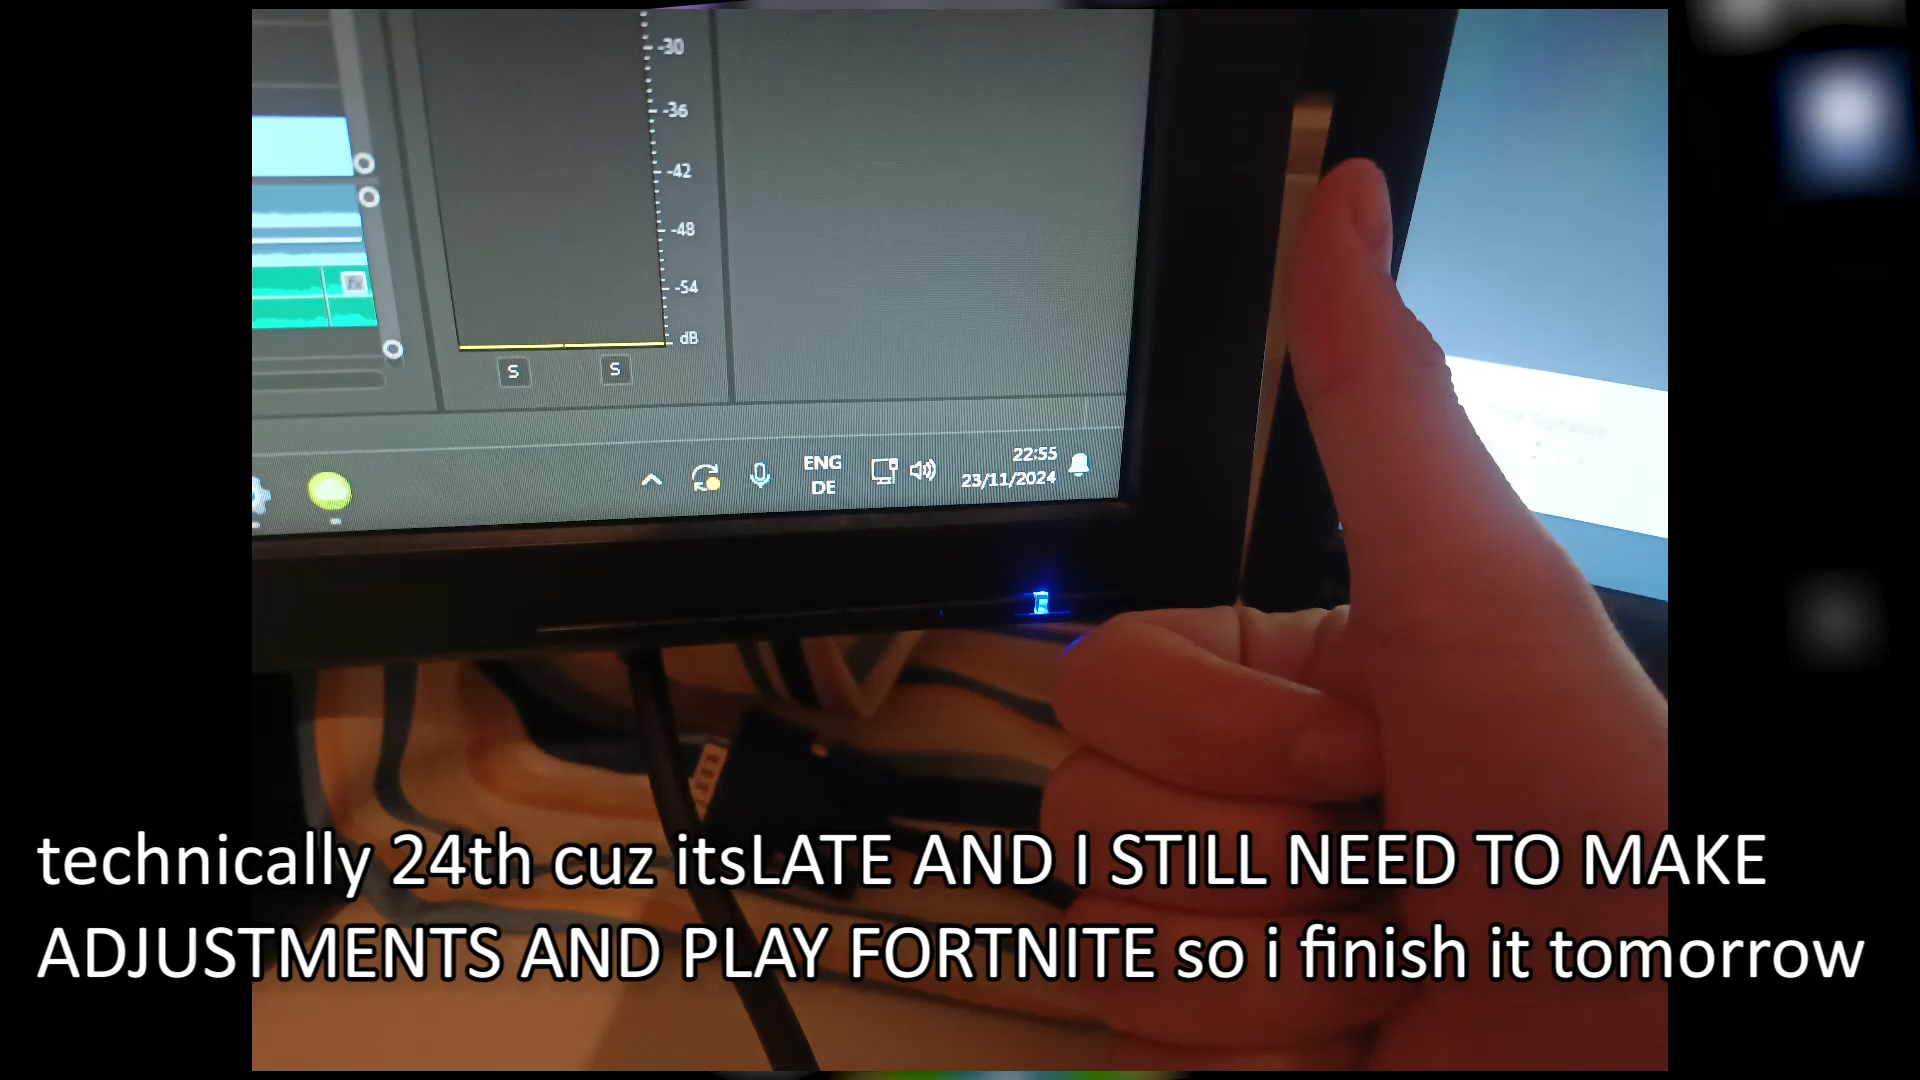 -30
-36
-42
-48
-54
dB
S S
22:55
ENG
DE
23/11/2024
technically 24th cuz itsLATE AND I STILL NEED TO MAKE
ADJUSTMENTS AND PLAY FORTNITE so i finish it tomorrow